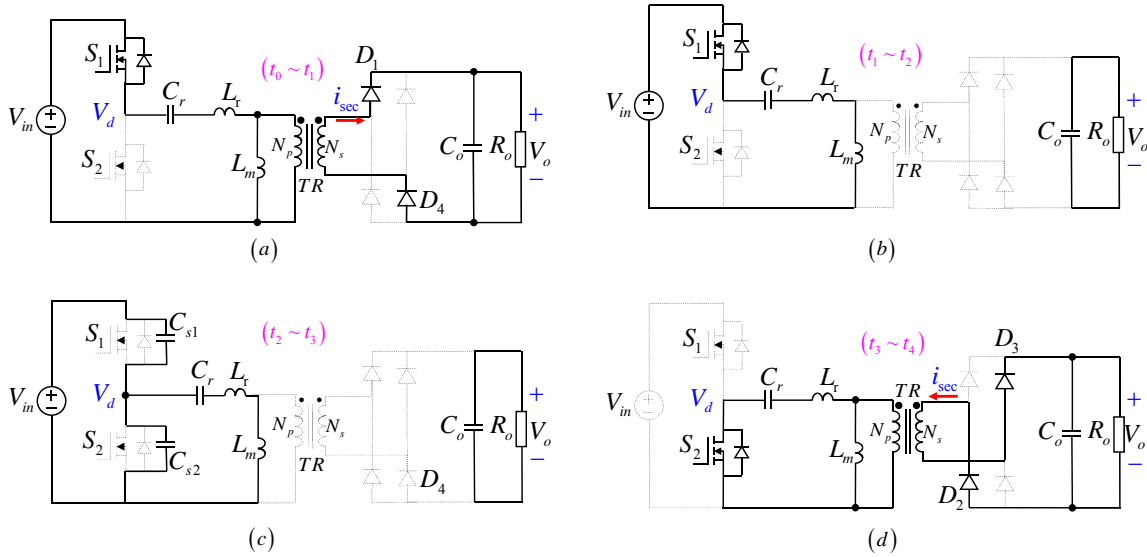 S1
Vd
Vin
S2
Cr
Lr
(t0 ~ t1)
isec
D1
Lm
Np
Ns
TR
D4
Co
Ro
+
Vo
−
(a)
S1
Vd
Vin
S2
Cr
Lr
(t1 ~ t2)
Lm
Np
Ns
TR
Co
Ro
+
Vo
−
(b)
S1
Cs1
Vd
Vin
S2
Cs2
Cr
Lr
(t2 ~ t3)
Lm
Np
Ns
TR
D4
Co
Ro
+
Vo
−
(c)
S1
Vd
Vin
S2
Cr
Lr
(t3 ~ t4)
TR
isec
D3
Lm
Np
Ns
D2
Co
Ro
+
Vo
−
(d)